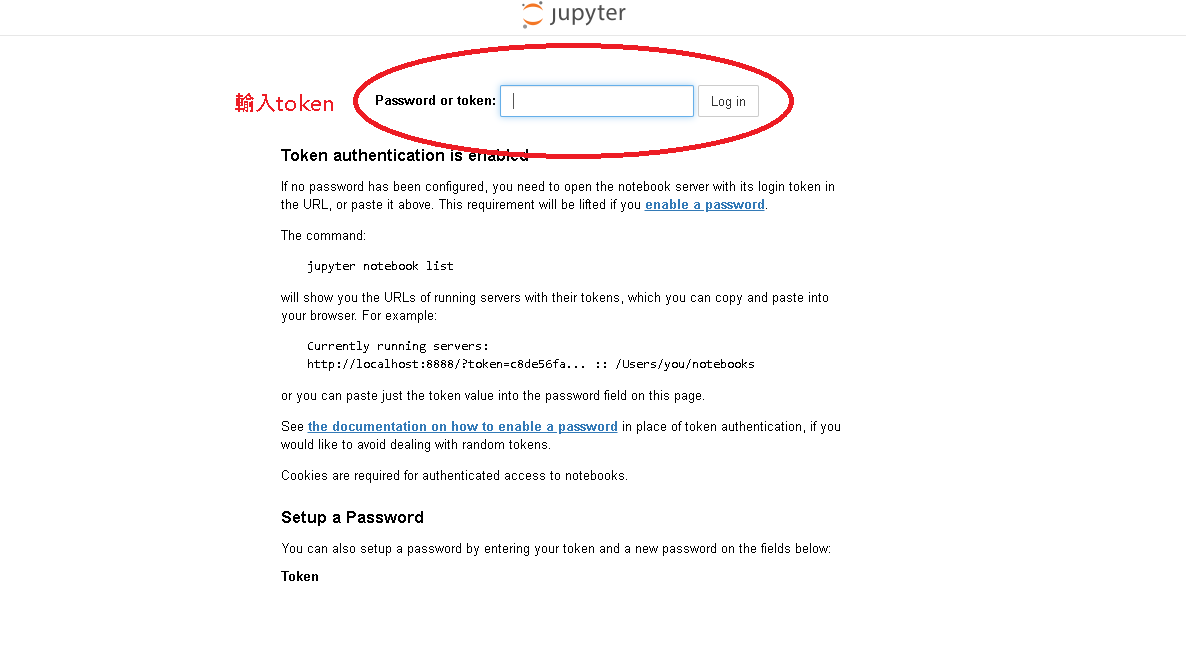 jupyter
輸入token
Password or token:
Log in
Token authentication is enabled
If no password has been configured, you need to open the notebook server with its login token in
the URL, or paste it above. This requirement will be lifted if you enable a password.
The command:
jupyter notebook list
will show you the URLs of running servers with their tokens, which you can copy and paste into
your browser. For example:
Currently running servers:
http://localhost:8888/?token=c8de56fa... :: /Users/you/notebooks
or you can paste just the token value into the password field on this page.
See the documentation on how to enable a password in place of token authentication, if you
would like to avoid dealing with random tokens.
Cookies are required for authenticated access to notebooks.
Setup a Password
You can also setup a password by entering your token and a new password on the fields below:
Token